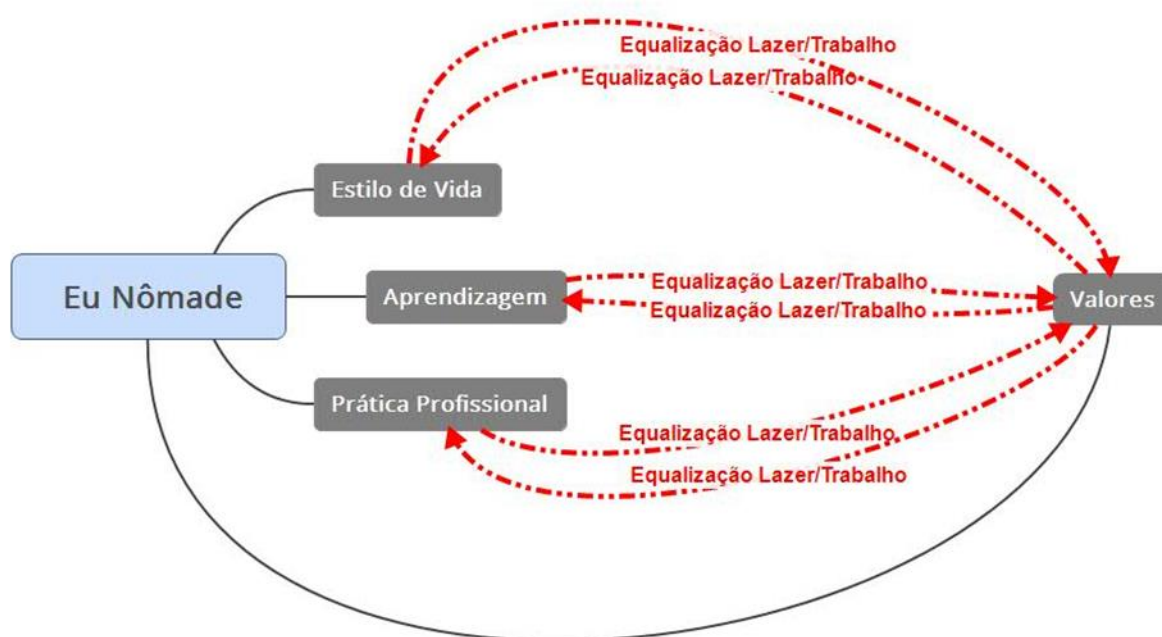 Equalização Lazer/Trabalho
Equalização Lazer/Trabalho
Estilo de Vida
Eu Nômade
Aprendizagem
Equalização Lazer/Trabalho
Equalização Lazer/Trabalho
Valores
Prática Profissional
Equalização Lazer/Trabalho
Equalização Lazer/Trabalho